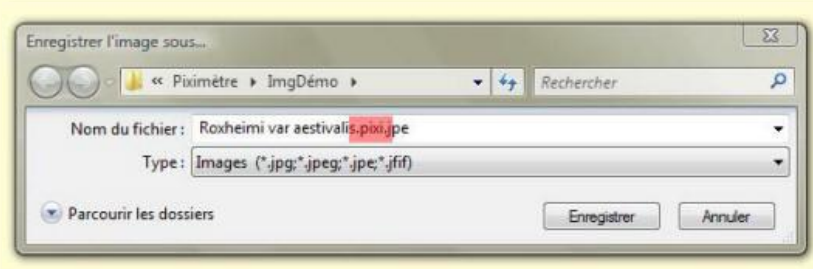 Enregistrer l'image sous...
« Piximètre ▸ ImgDémo ▸ Rechercher
Nom du fichier : Roxheimi var aestivalis.pixi.jpe
Type : Images (*.jpg;*.jpeg;*.jpe;*.jfif)
Parcourir les dossiers Enregistrer Annuler